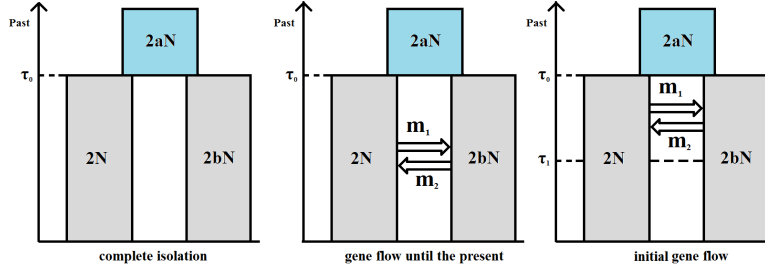 Past
2aN
τ₀
2N
2bN
complete isolation
Past
2aN
τ₀
m₁
2N
2bN
m₂
gene flow until the present
Past
2aN
τ₀
m₁
m₂
τ₁
2N
2bN
initial gene flow